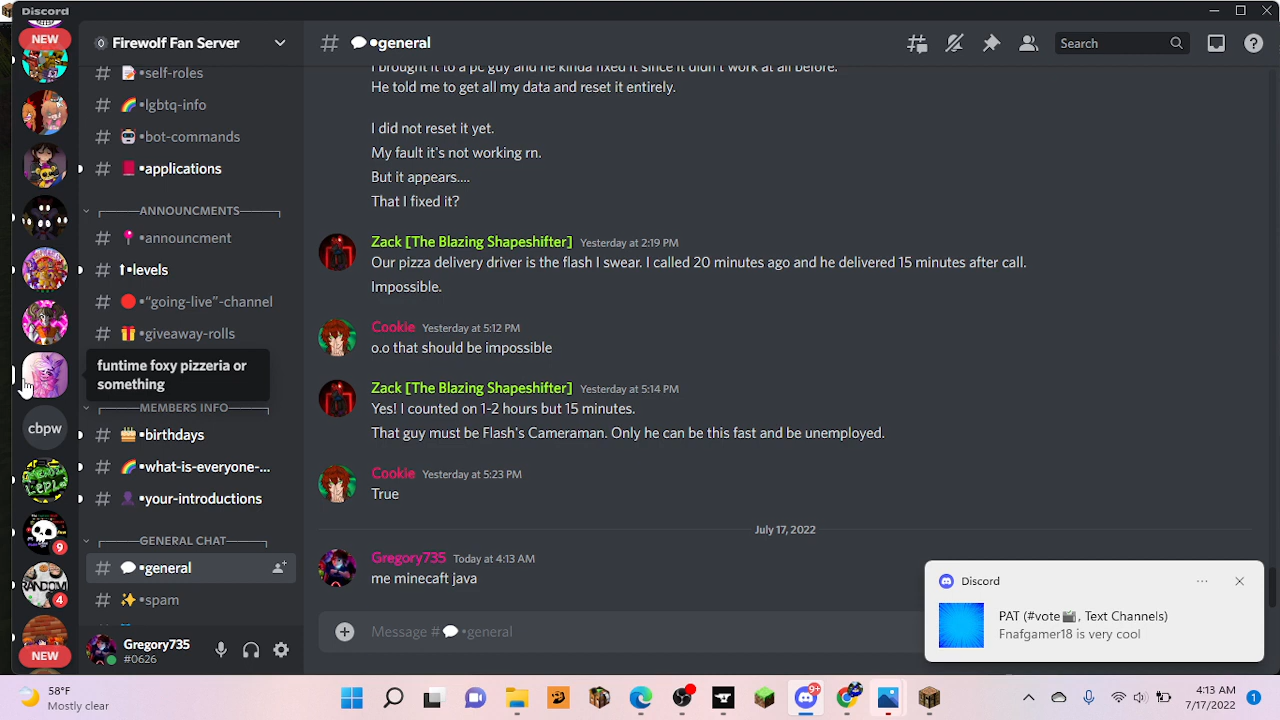 Discord
NEW
Firewolf Fan Server
•general
Search
•self-roles
•lgbtq-info
•bot-commands
•applications
ANNOUNCMENTS
•announcment
•levels
•“going-live”-channel
•giveaway-rolls
funtime foxy pizzeria or
something
MEMBERS INFO
cbpw
•birthdays
•what-is-everyone-...
•your-introductions
9
GENERAL CHAT
•general
4
•spam
NEW
Gregory735
#0626
I brought it to a pc guy and he kinda fixed it since it didn't work at all before.
He told me to get all my data and reset it entirely.
I did not reset it yet.
My fault it's not working rn.
But it appears....
That I fixed it?
Zack [The Blazing Shapeshifter] Yesterday at 2:19 PM
Our pizza delivery driver is the flash I swear. I called 20 minutes ago and he delivered 15 minutes after call.
Impossible.
Cookie Yesterday at 5:12 PM
o.o that should be impossible
Zack [The Blazing Shapeshifter] Yesterday at 5:14 PM
Yes! I counted on 1-2 hours but 15 minutes.
That guy must be Flash's Cameraman. Only he can be this fast and be unemployed.
Cookie Yesterday at 5:23 PM
True
July 17, 2022
Gregory735 Today at 4:13 AM
me minecaft java
Message #•general
Discord
PAT (#vote, Text Channels)
Fnafgamer18 is very cool
58°F
Mostly clear
9+
4:13 AM
7/17/2022
1